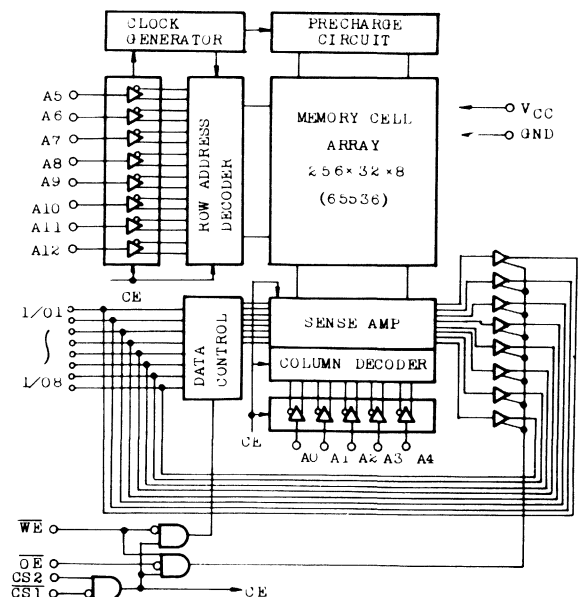 CLOCK
GENERATOR
PRECHARGE
CIRCUIT
A5
A6
A7
A8
A9
A10
A11
A12
ROW ADDRESS
DECODER
MEMORY CELL
ARRAY
256×32×8
(65536)
VCC
GND
CE
I/O1
I/O8
DATA
CONTROL
SENSE AMP
COLUMN DECODER
CE
A0 A1 A2 A3 A4
WE
OE
CS2
CS1
CE